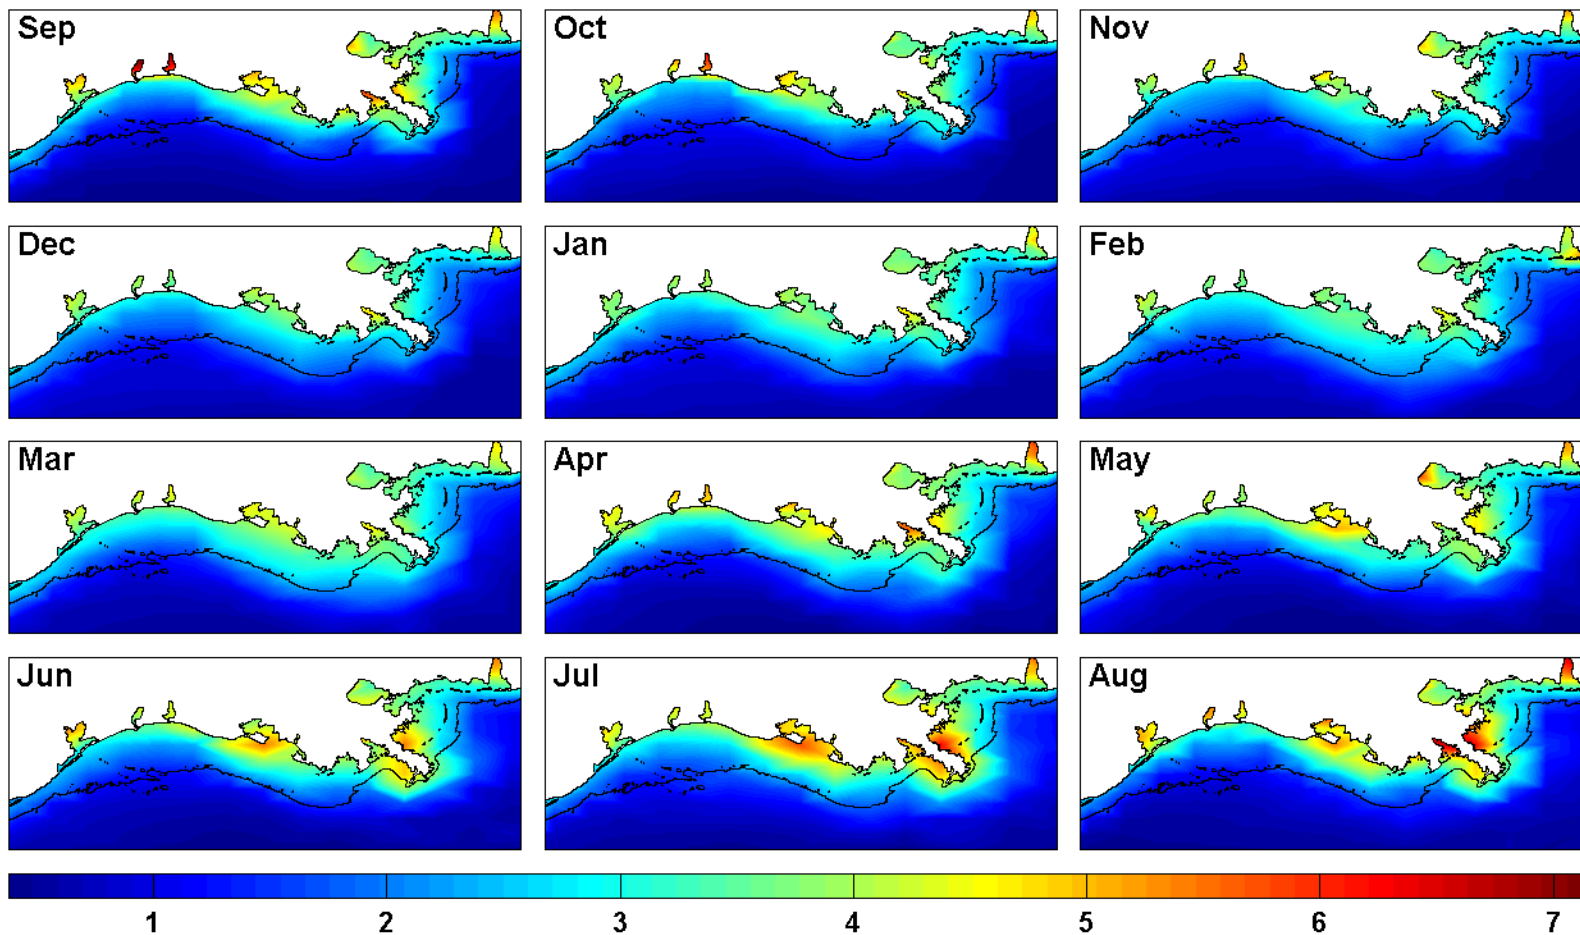 Sep Oct Nov
Dec Jan Feb
Mar Apr May
Jun Jul Aug
1 2 3 4 5 6 7